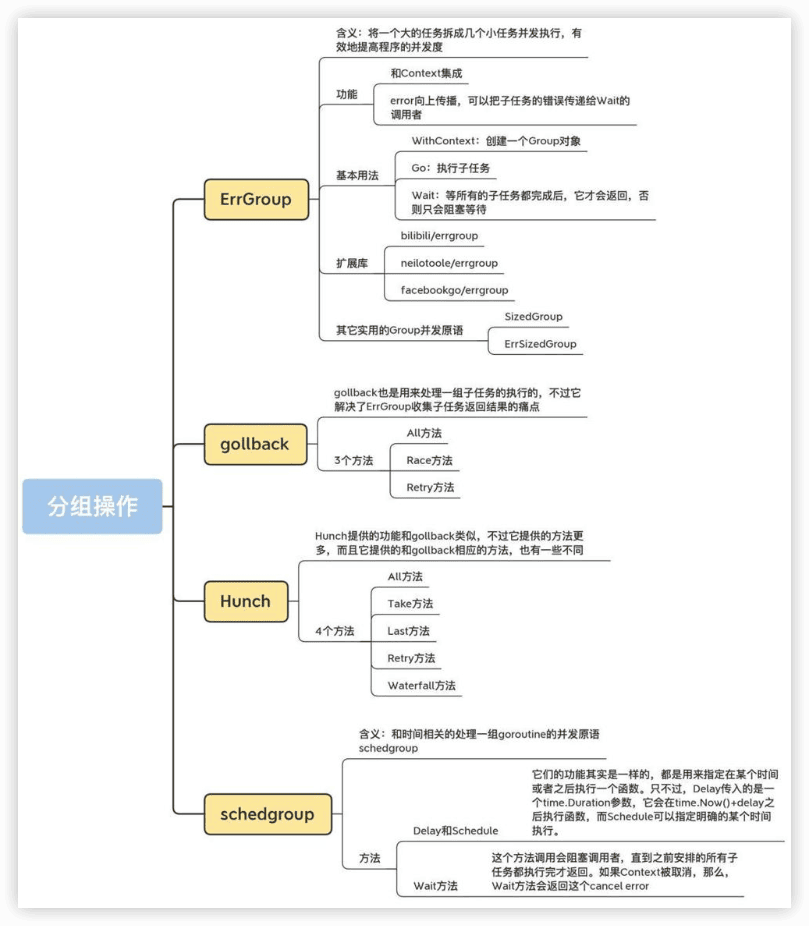 分组操作
ErrGroup
含义：将一个大的任务拆成几个小任务并发执行，有
效地提高程序的并发度
功能
和Context集成
error向上传播，可以把子任务的错误传递给Wait的
调用者
基本用法
WithContext：创建一个Group对象
Go：执行子任务
Wait：等所有的子任务都完成后，它才会返回，否
则只会阻塞等待
扩展库
bilibili/errgroup
neilotoole/errgroup
facebookgo/errgroup
其它实用的Group并发原语
SizedGroup
ErrSizedGroup
gollback
gollback也是用来处理一组子任务的执行的，不过它
解决了ErrGroup收集子任务返回结果的痛点
3个方法
All方法
Race方法
Retry方法
Hunch
Hunch提供的功能和gollback类似，不过它提供的方法更
多，而且它提供的和gollback相应的方法，也有一些不同
4个方法
All方法
Take方法
Last方法
Retry方法
Waterfall方法
schedgroup
含义：和时间相关的处理一组goroutine的并发原语
schedgroup
方法
Delay和Schedule
它们的功能其实是一样的，都是用来指定在某个时间
或者之后执行一个函数。只不过，Delay传入的是一
个time.Duration参数，它会在time.Now()+delay之
后执行函数，而Schedule可以指定明确的某个时间
执行。
Wait方法
这个方法调用会阻塞调用者，直到之前安排的所有子
任务都执行完才返回。如果Context被取消，那么，
Wait方法会返回这个cancel error